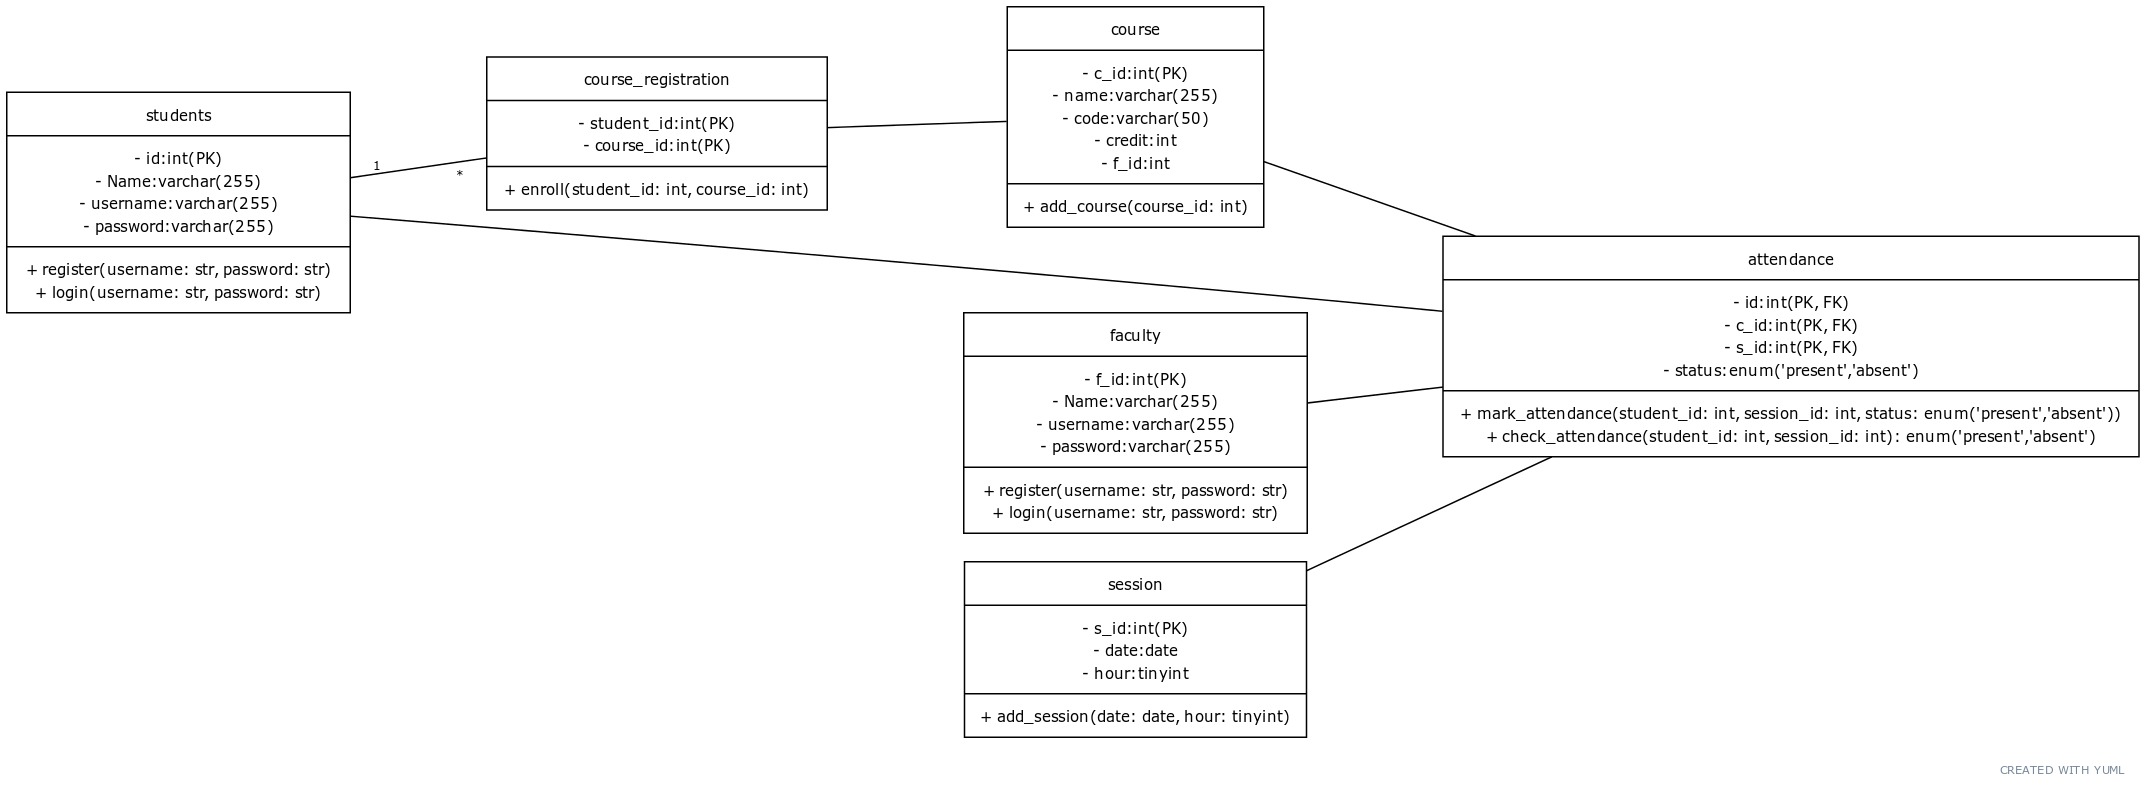 students
- id:int(PK)
- Name:varchar(255)
- username:varchar(255)
- password:varchar(255)
+ register(username: str, password: str)
+ login(username: str, password: str)
1
*
course_registration
- student_id:int(PK)
- course_id:int(PK)
+ enroll(student_id: int, course_id: int)
course
- c_id:int(PK)
- name:varchar(255)
- code:varchar(50)
- credit:int
- f_id:int
+ add_course(course_id: int)
faculty
- f_id:int(PK)
- Name:varchar(255)
- username:varchar(255)
- password:varchar(255)
+ register(username: str, password: str)
+ login(username: str, password: str)
session
- s_id:int(PK)
- date:date
- hour:tinyint
+ add_session(date: date, hour: tinyint)
attendance
- id:int(PK, FK)
- c_id:int(PK, FK)
- s_id:int(PK, FK)
- status:enum('present','absent')
+ mark_attendance(student_id: int, session_id: int, status: enum('present','absent'))
+ check_attendance(student_id: int, session_id: int): enum('present','absent')
CREATED WITH YUML